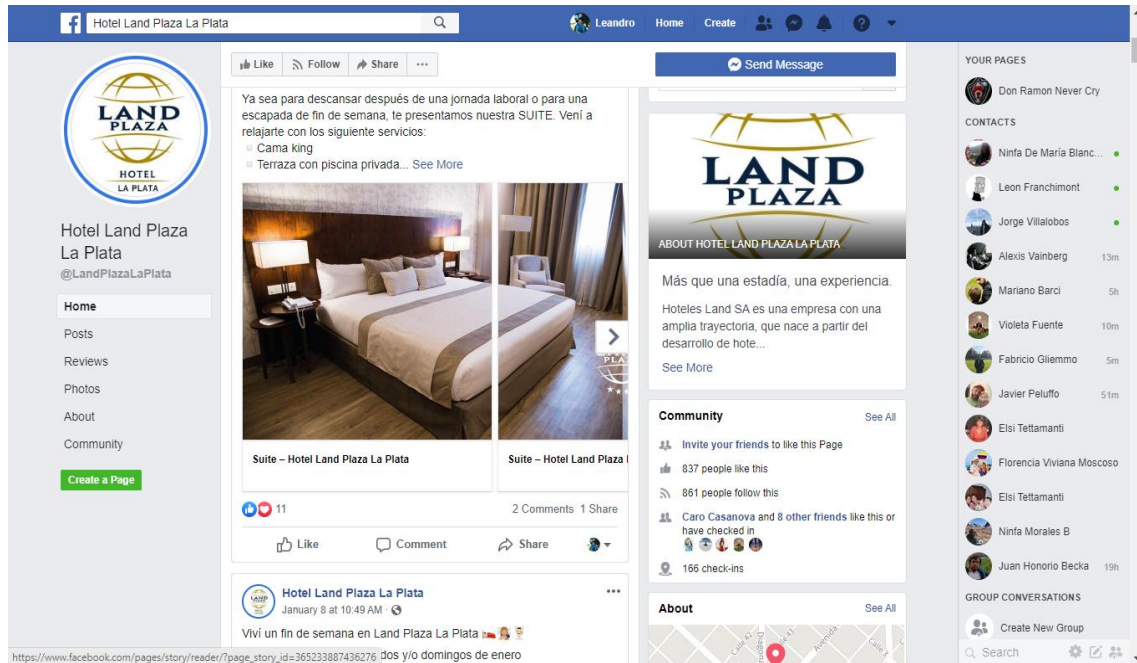 Hotel Land Plaza La Plata
Leandro
Home
Create
LAND
PLAZA
HOTEL
LA PLATA
Hotel Land Plaza
La Plata
@LandPlazaLaPlata
Home
Posts
Reviews
Photos
About
Community
Create a Page
Like
Follow
Share
Ya sea para descansar después de una jornada laboral o para una
escapada de fin de semana, te presentamos nuestra SUITE. Vení a
relajarte con los siguiente servicios:
Cama king
Terraza con piscina privada... See More
Suite – Hotel Land Plaza La Plata
Suite – Hotel Land Plaza
11
2 Comments 1 Share
Like
Comment
Share
Hotel Land Plaza La Plata
January 8 at 10:49 AM ·
Viví un fin de semana en Land Plaza La Plata
dos y/o domingos de enero
https://www.facebook.com/pages/story/reader/?page_story_id=365233887436276
Send Message
LAND
PLAZA
ABOUT HOTEL LAND PLAZA LA PLATA
Más que una estadía, una experiencia.
Hoteles Land SA es una empresa con una
amplia trayectoria, que nace a partir del
desarrollo de hote...
See More
Community
See All
Invite your friends to like this Page
837 people like this
861 people follow this
Caro Casanova and 8 other friends like this or
have checked in
166 check-ins
About
See All
YOUR PAGES
Don Ramon Never Cry
CONTACTS
Ninfa De María Blanc...
Leon Franchimont
Jorge Villalobos
Alexis Vainberg 13m
Mariano Barci 5h
Violeta Fuente 10m
Fabricio Gliemmo 5m
Javier Peluffo 51m
Elsi Tettamanti
Florencia Viviana Moscoso
Elsi Tettamanti
Ninfa Morales B
Juan Honorio Becka 19h
GROUP CONVERSATIONS
Create New Group
Search